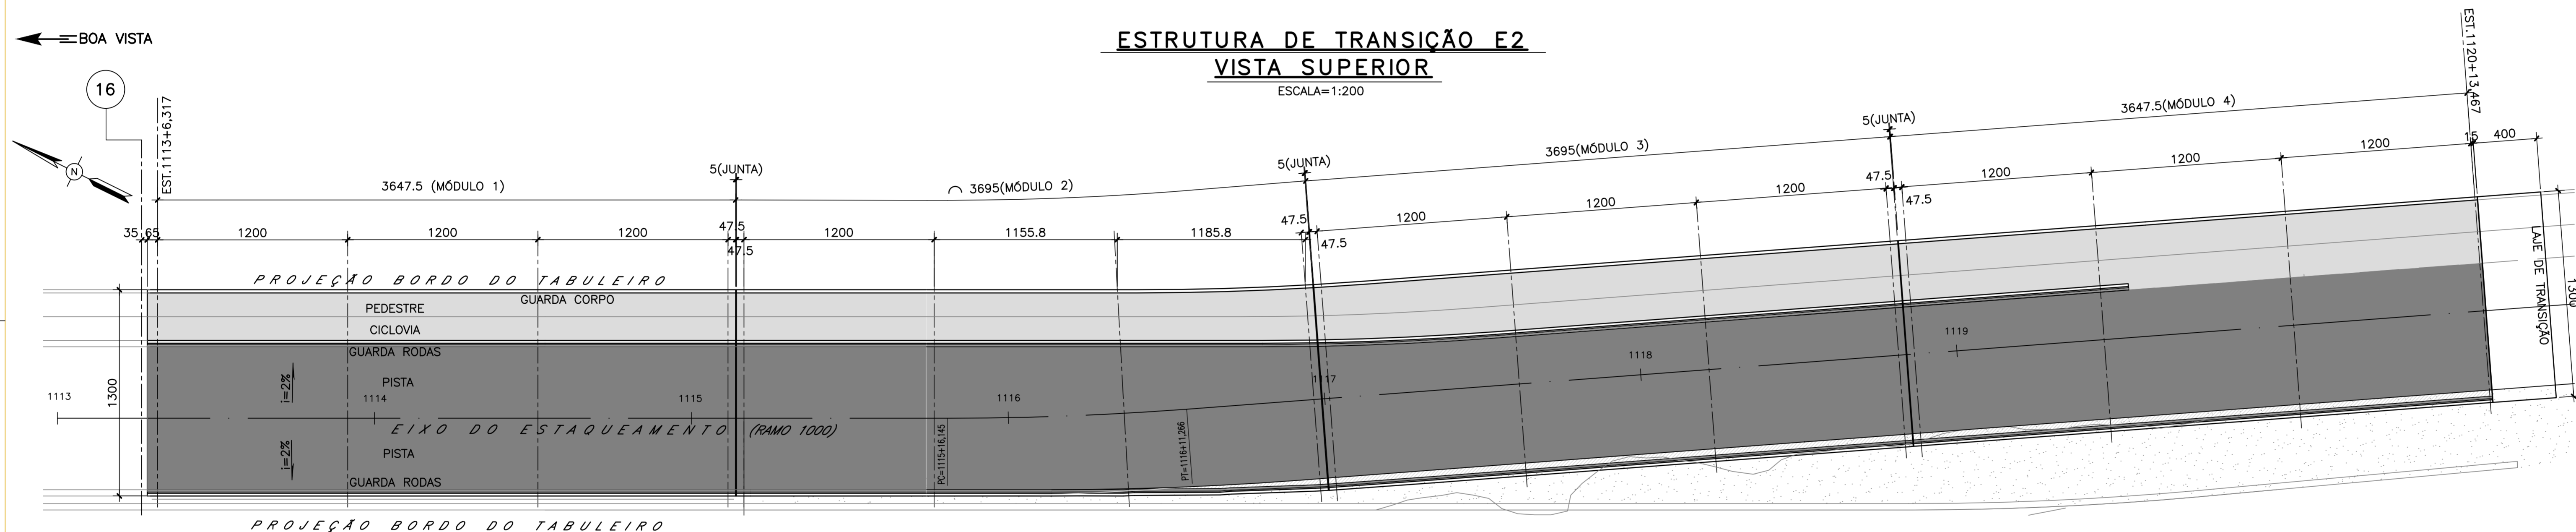 ESTRUTURA DE TRANSIÇÃO E2
VISTA SUPERIOR
ESCALA=1:200
BOA VISTA
16
N
EST.1113+6,317
EST.1120+13,467
3647.5 (MÓDULO 1)
5(JUNTA)
3695(MÓDULO 2)
5(JUNTA)
3695(MÓDULO 3)
5(JUNTA)
3647.5(MÓDULO 4)
35 65 1200 1200 1200 47.5
47.5 1200 1155.8 1185.8 47.5
47.5 1200 1200 1200 47.5
47.5 1200 1200 1200 15 400
PROJEÇÃO BORDO DO TABULEIRO
GUARDA CORPO
PEDESTRE
CICLOVIA
GUARDA RODAS
PISTA
i=2%
1300
1113 1114 1115 1116 1117 1118 1119
EIXO DO ESTAQUEAMENTO (RAMO 1000)
i=2%
PISTA
GUARDA RODAS
PC=1115+16,145
PT=1116+11,266
LAJE DE TRANSIÇÃO
1300
PROJEÇÃO BORDO DO TABULEIRO